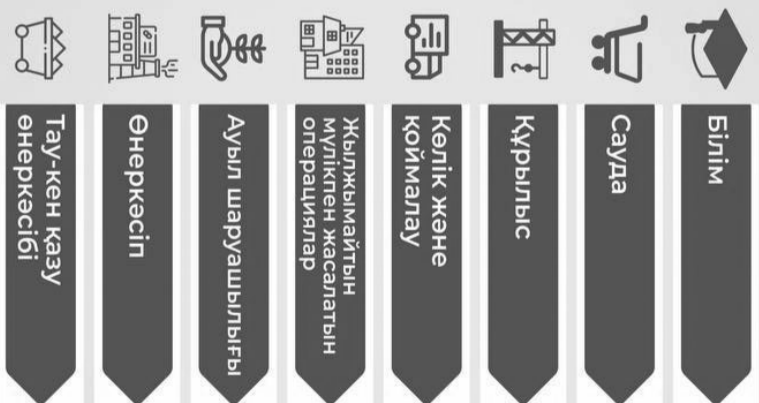 Білім
Сауда
Құрылыс
Көлік және
қоймалау
Жылжымайтын
мүлікпен жасалатын
операциялар
Ауыл шаруашылығы
Өнеркәсіп
Тау-кен қазу
өнеркәсібі